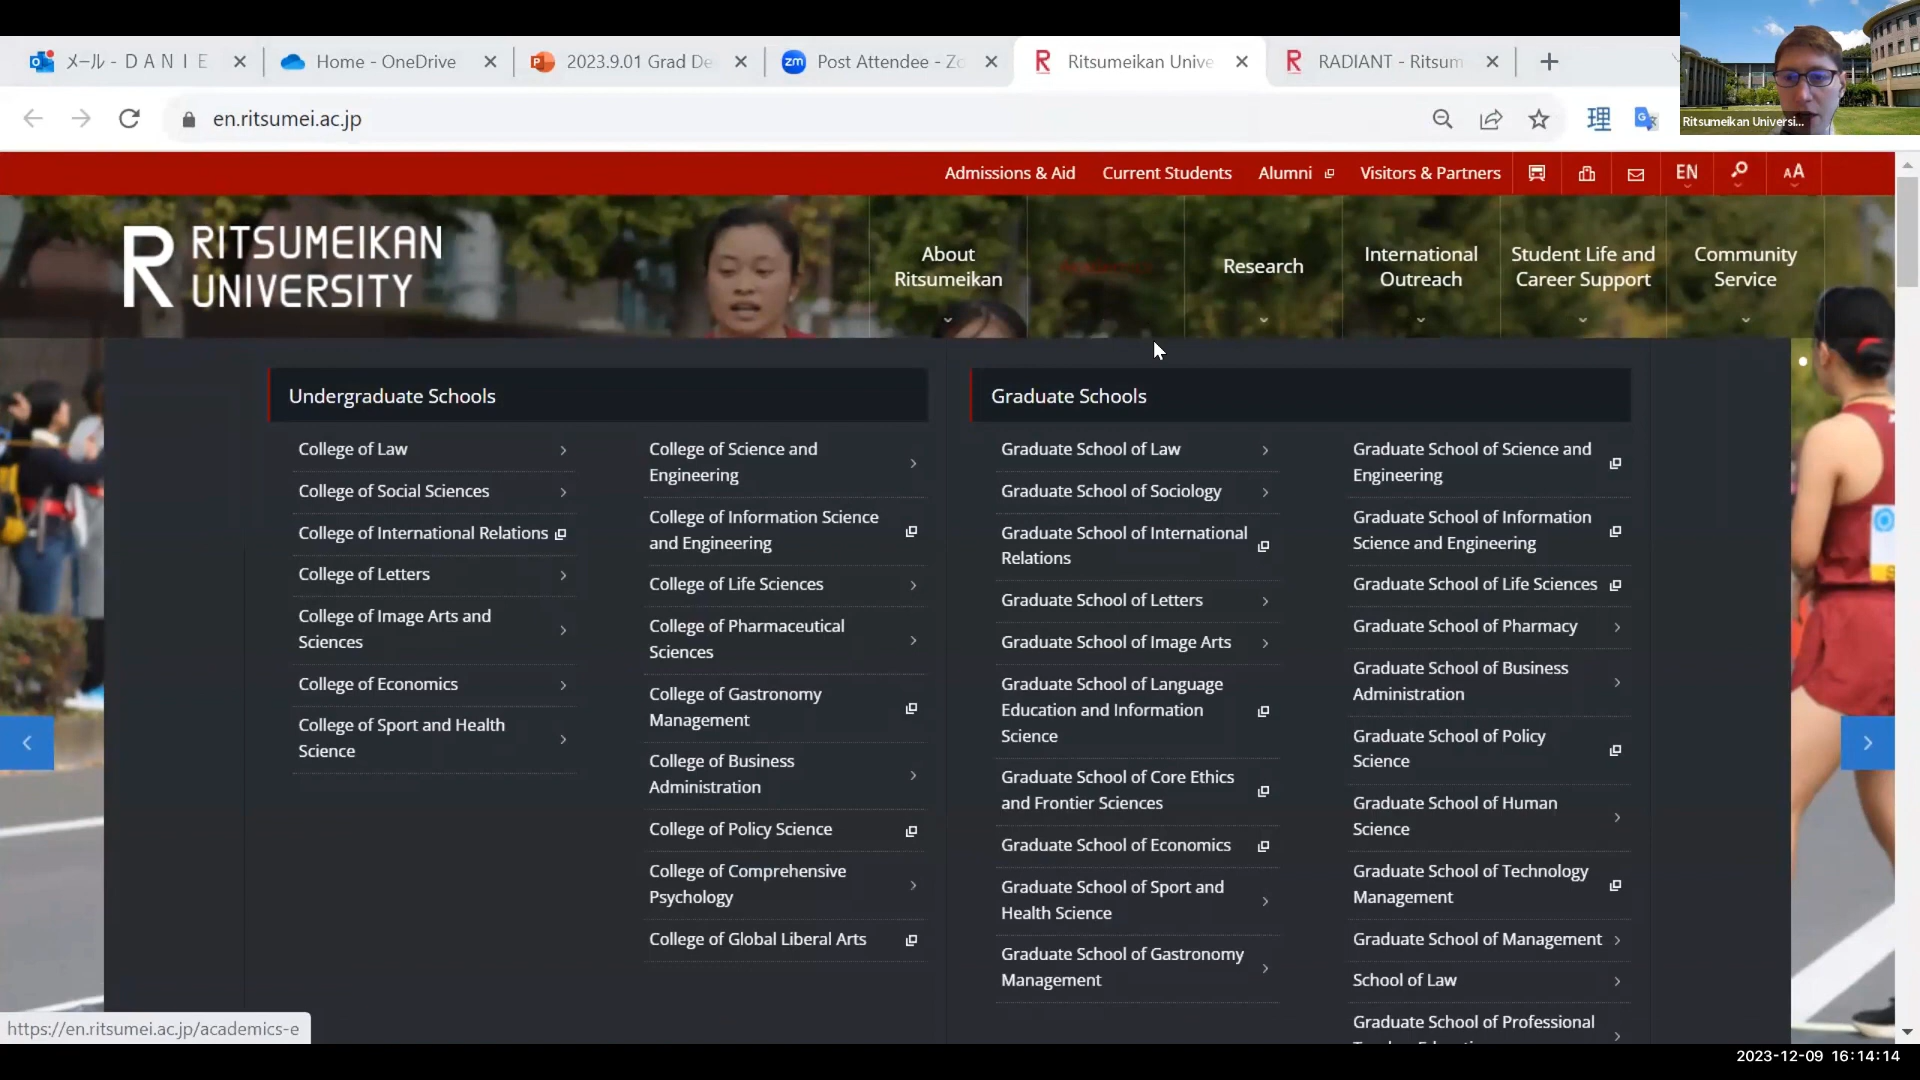 メール - D A N I E
Home - OneDrive
2023.9.01 Grad De
Post Attendee - Zo
Ritsumeikan Unive
RADIANT - Ritsum
en.ritsumei.ac.jp
理
Ritsumeikan Universi...
Admissions & Aid
Current Students
Alumni
Visitors & Partners
EN
AA
R RITSUMEIKAN
UNIVERSITY
About
Ritsumeikan
Research
International
Outreach
Student Life and
Career Support
Community
Service
Undergraduate Schools
College of Law
College of Social Sciences
College of International Relations
College of Letters
College of Image Arts and
Sciences
College of Economics
College of Sport and Health
Science
College of Science and
Engineering
College of Information Science
and Engineering
College of Life Sciences
College of Pharmaceutical
Sciences
College of Gastronomy
Management
College of Business
Administration
College of Policy Science
College of Comprehensive
Psychology
College of Global Liberal Arts
Graduate Schools
Graduate School of Law
Graduate School of Sociology
Graduate School of International
Relations
Graduate School of Letters
Graduate School of Image Arts
Graduate School of Language
Education and Information
Science
Graduate School of Core Ethics
and Frontier Sciences
Graduate School of Economics
Graduate School of Sport and
Health Science
Graduate School of Gastronomy
Management
Graduate School of Science and
Engineering
Graduate School of Information
Science and Engineering
Graduate School of Life Sciences
Graduate School of Pharmacy
Graduate School of Business
Administration
Graduate School of Policy
Science
Graduate School of Human
Science
Graduate School of Technology
Management
Graduate School of Management
School of Law
Graduate School of Professional
https://en.ritsumei.ac.jp/academics-e
2023-12-09 16:14:14